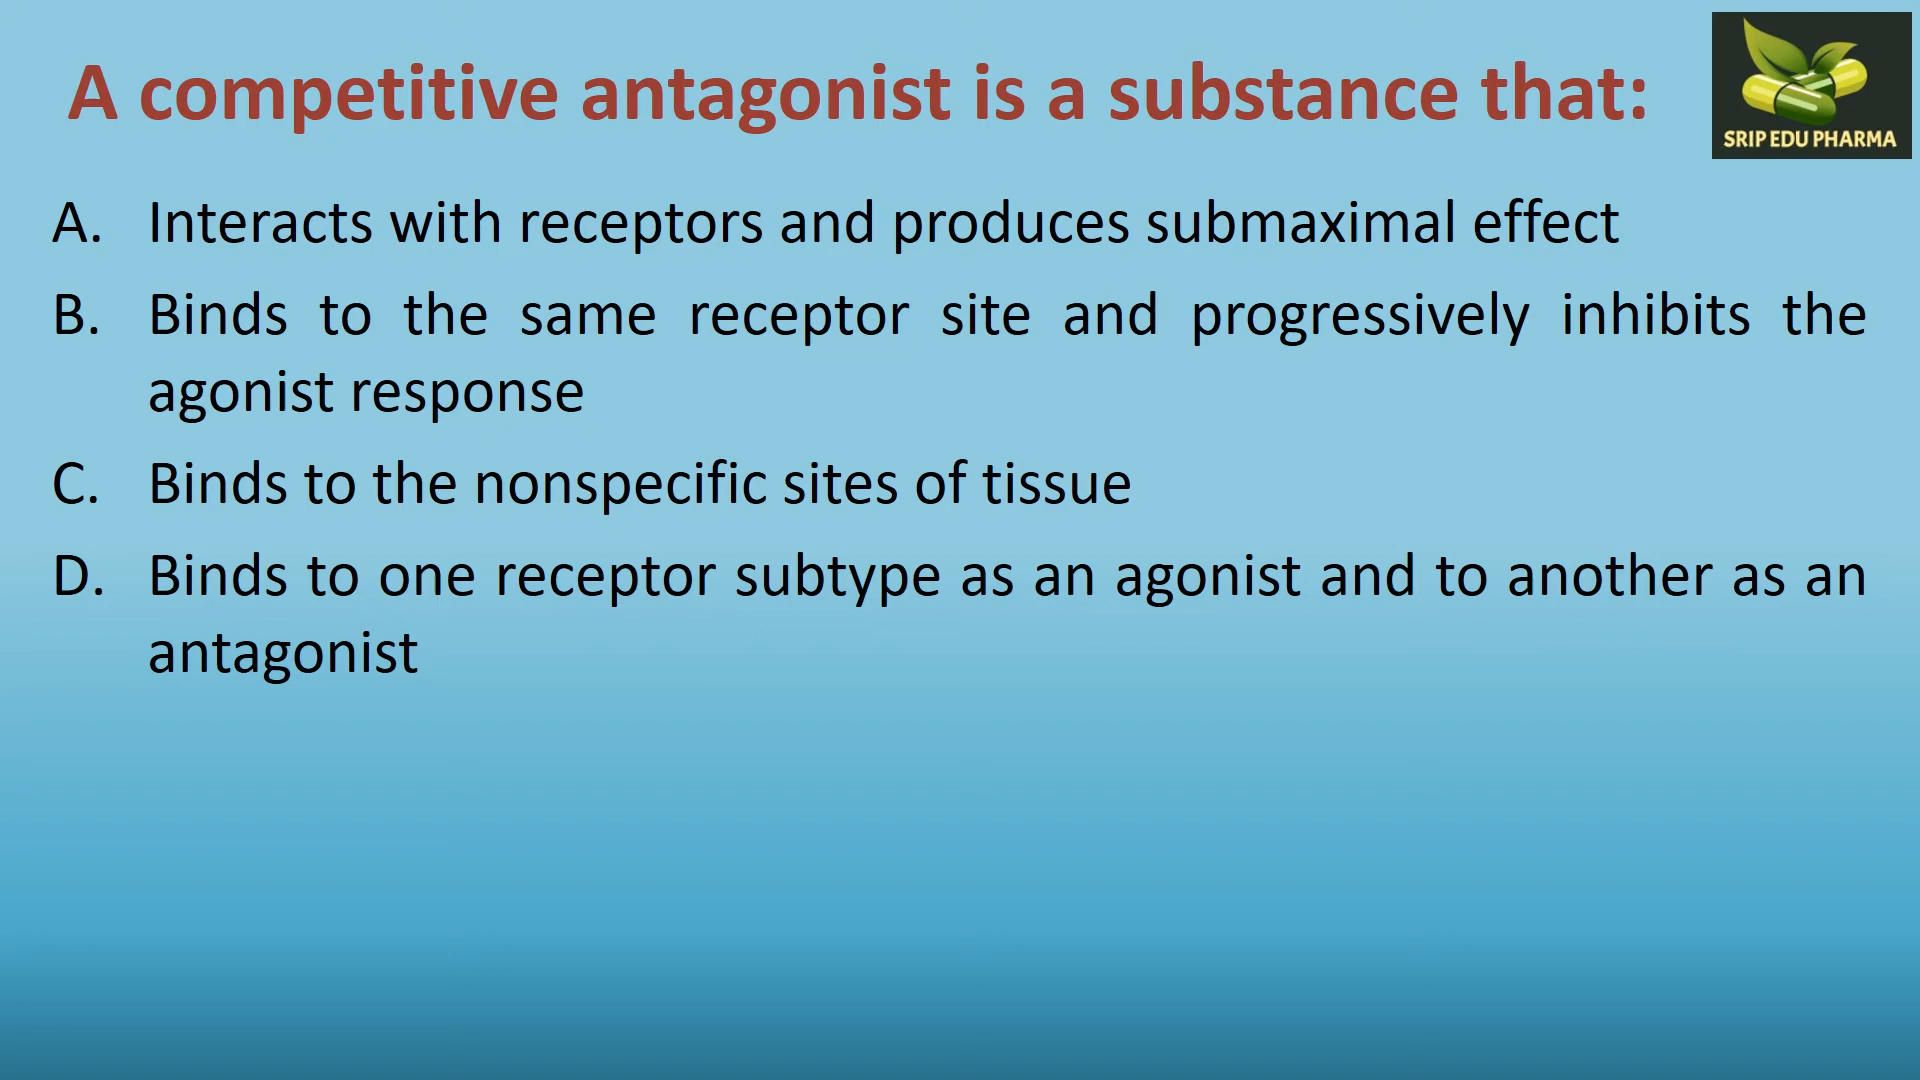 A competitive antagonist is a substance that:
SRIP EDU PHARMA
A. Interacts with receptors and produces submaximal effect
B. Binds to the same receptor site and progressively inhibits the
agonist response
C. Binds to the nonspecific sites of tissue
D. Binds to one receptor subtype as an agonist and to another as an
antagonist